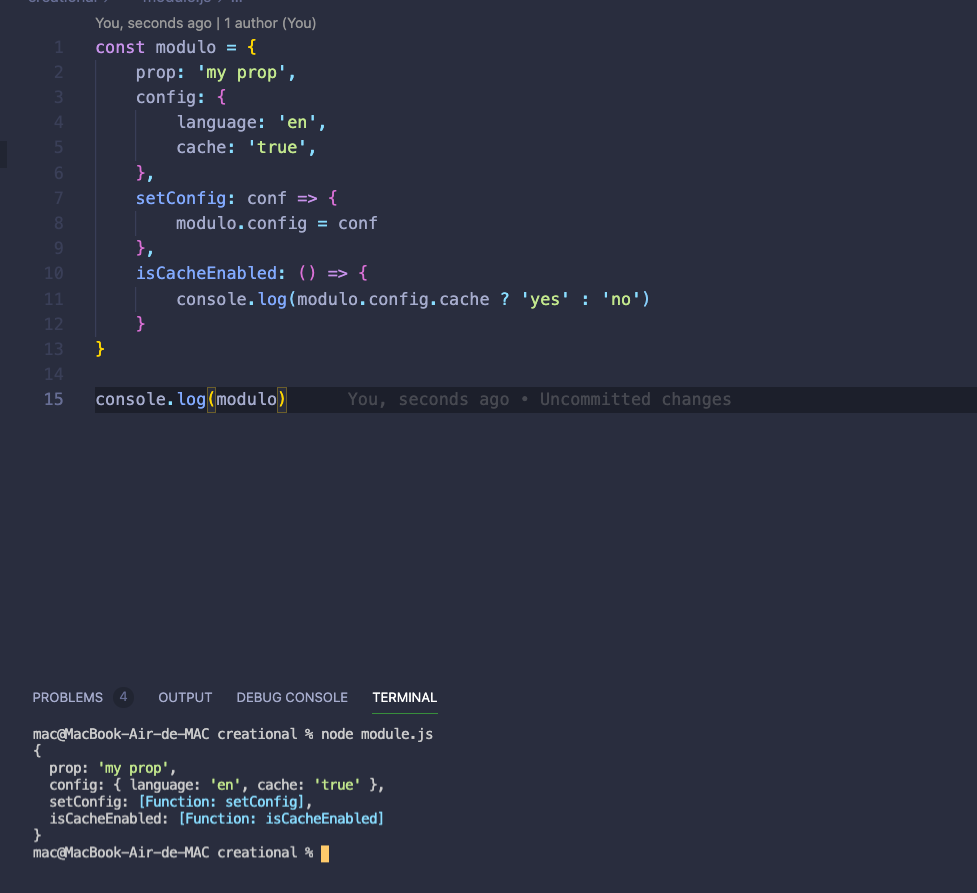 You, seconds ago | 1 author (You)
1 const modulo = {
2 prop: 'my prop',
3 config: {
4 language: 'en',
5 cache: 'true',
6 },
7 setConfig: conf => {
8 modulo.config = conf
9 },
10 isCacheEnabled: () => {
11 console.log(modulo.config.cache ? 'yes' : 'no')
12 }
13 }
14
15 console.log(modulo) You, seconds ago • Uncommitted changes
PROBLEMS 4 OUTPUT DEBUG CONSOLE TERMINAL
mac@MacBook-Air-de-MAC creational % node module.js
{
prop: 'my prop',
config: { language: 'en', cache: 'true' },
setConfig: [Function: setConfig],
isCacheEnabled: [Function: isCacheEnabled]
}
mac@MacBook-Air-de-MAC creational %